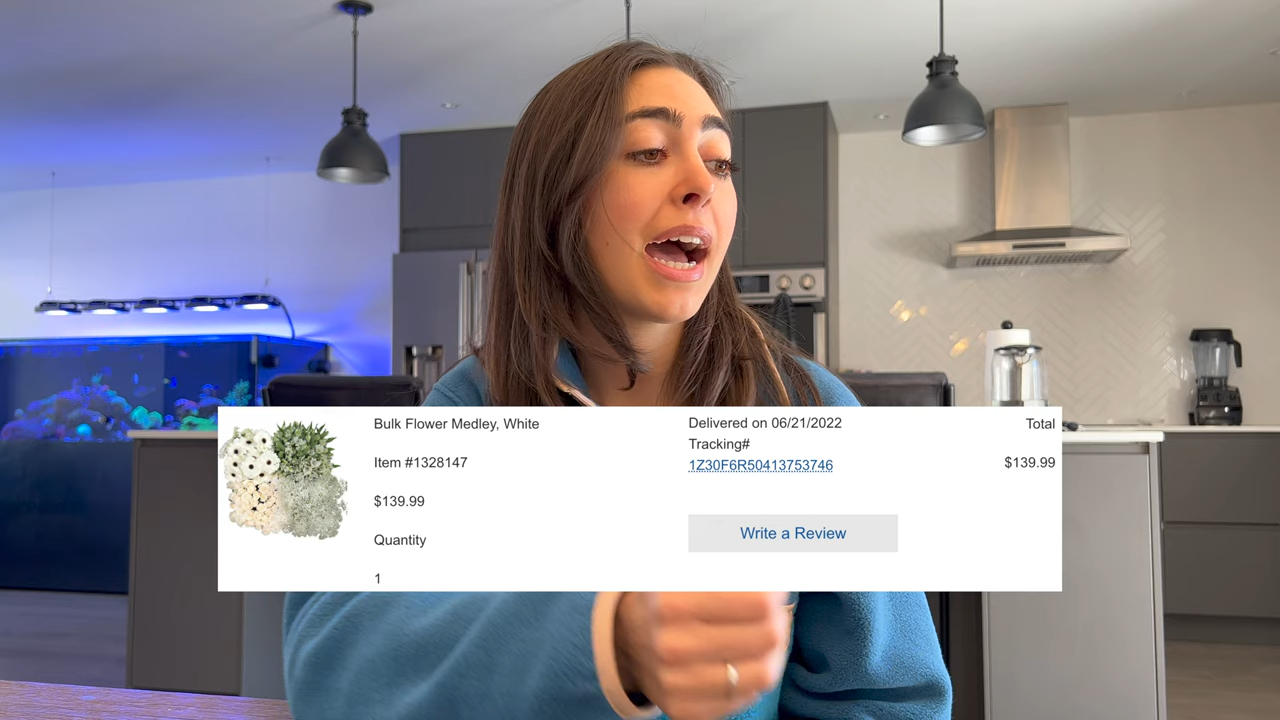 Bulk Flower Medley, White
Item #1328147
$139.99
Quantity
1
Delivered on 06/21/2022
Tracking#
1Z30F6R50413753746
Write a Review
Total
$139.99